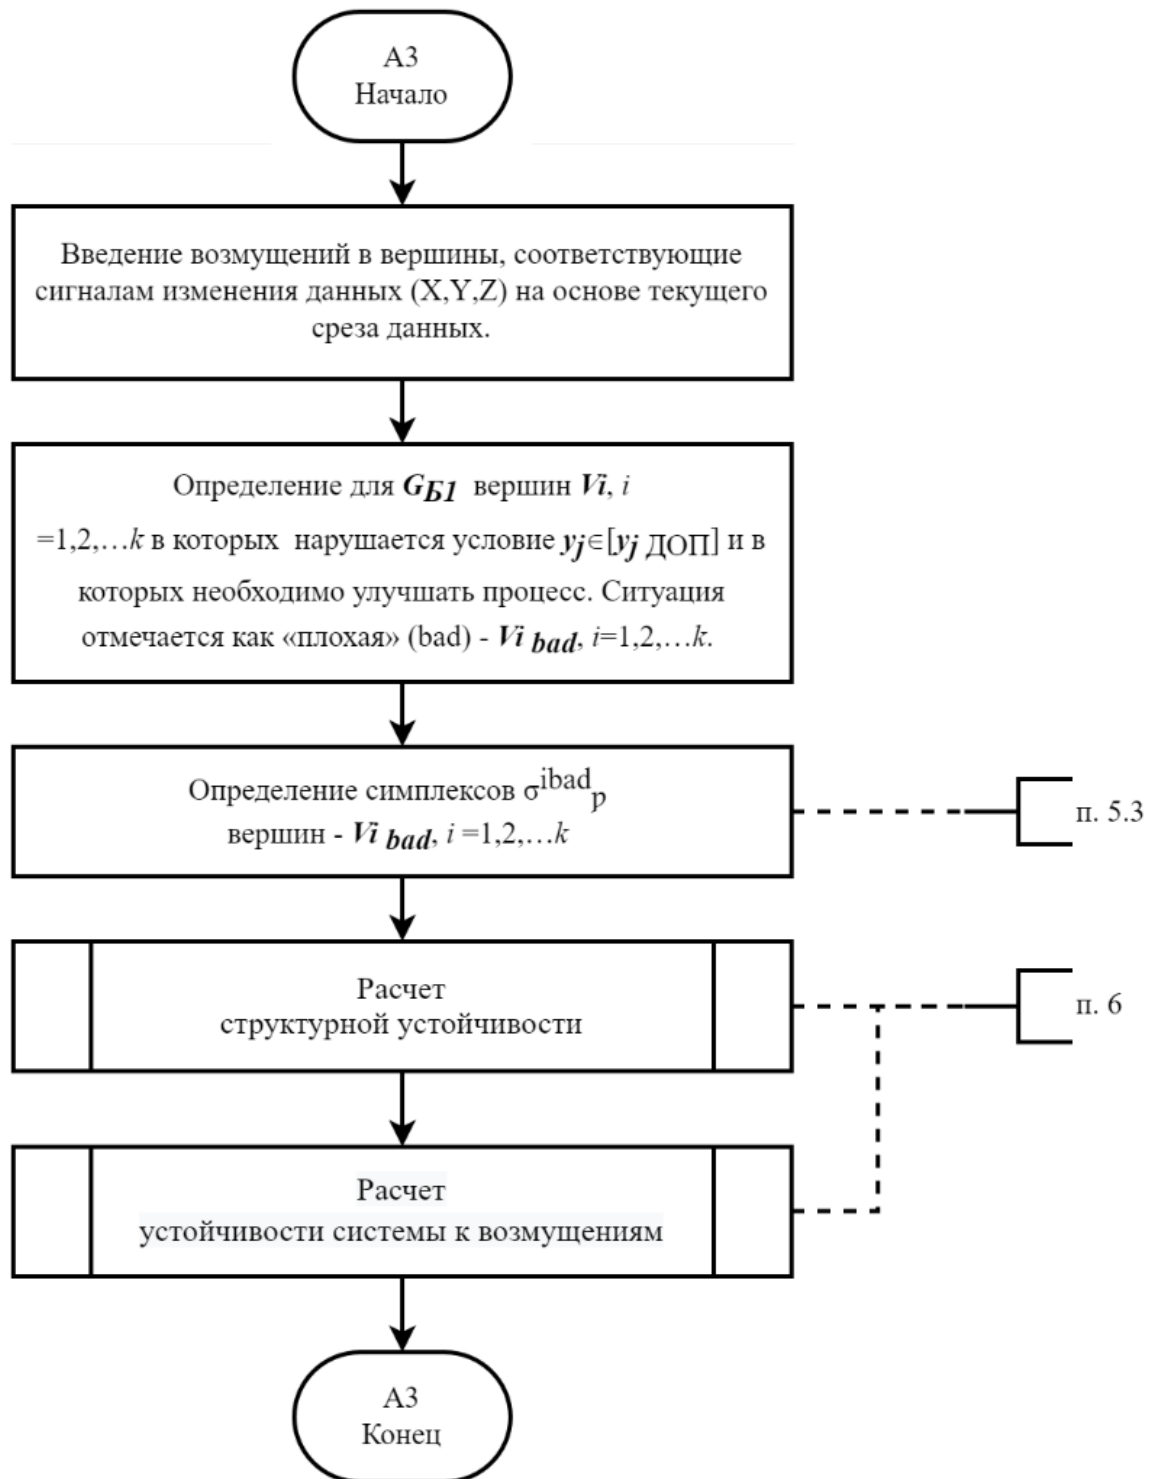 А3
Начало
Введение возмущений в вершины, соответствующие
сигналам изменения данных (X,Y,Z) на основе текущего
среза данных.
Определение для GБ1 вершин Vi, i
=1,2,…k в которых нарушается условие yj∈[yj ДОП] и в
которых необходимо улучшать процесс. Ситуация
отмечается как «плохая» (bad) - Vi bad, i=1,2,…k.
Определение симплексов σ^ibad_p
вершин - Vi bad, i =1,2,…k
п. 5.3
Расчет
структурной устойчивости
п. 6
Расчет
устойчивости системы к возмущениям
А3
Конец